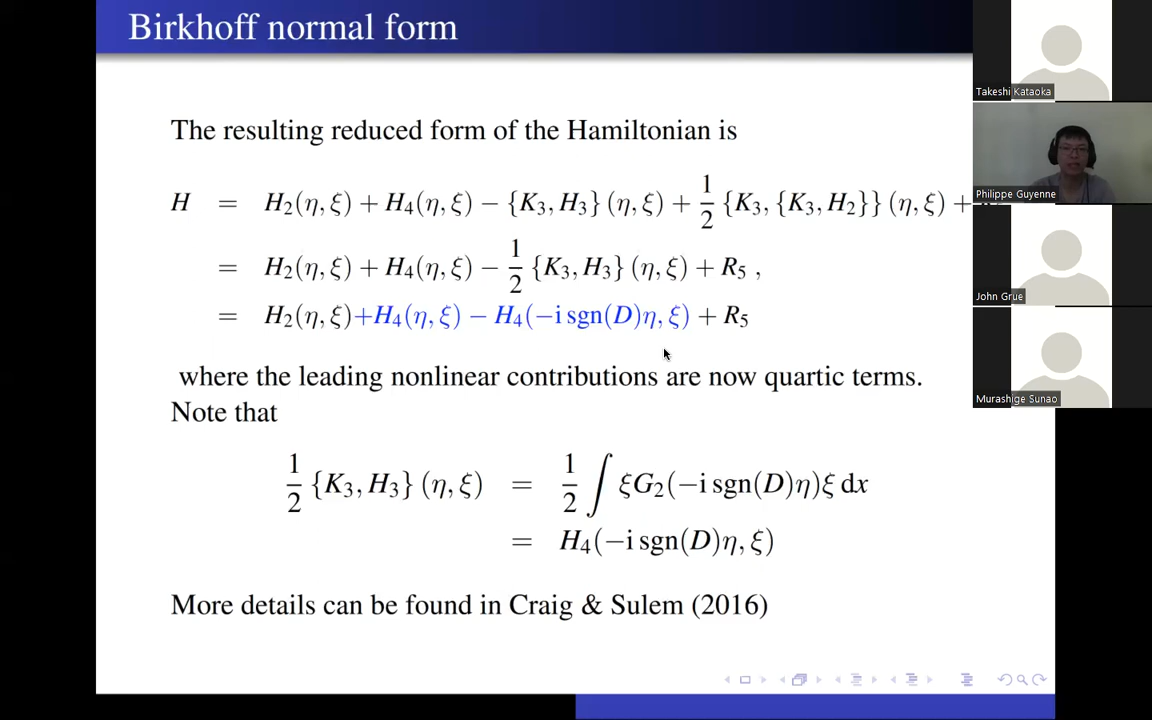 Birkhoff normal form
The resulting reduced form of the Hamiltonian is
H = H₂(η, ξ) + H₄(η, ξ) − {K₃, H₃} (η, ξ) + 1/2 {K₃, {K₃, H₂}} (η, ξ) +
= H₂(η, ξ) + H₄(η, ξ) − 1/2 {K₃, H₃} (η, ξ) + R₅ ,
= H₂(η, ξ)+H₄(η, ξ) − H₄(−i sgn(D)η, ξ) + R₅
where the leading nonlinear contributions are now quartic terms.
Note that
1/2 {K₃, H₃} (η, ξ) = 1/2 ∫ ξG₂(−i sgn(D)η)ξ dx
= H₄(−i sgn(D)η, ξ)
More details can be found in Craig & Sulem (2016)
Takeshi Kataoka
Philippe Guyenne
John Grue
Murashige Sunao